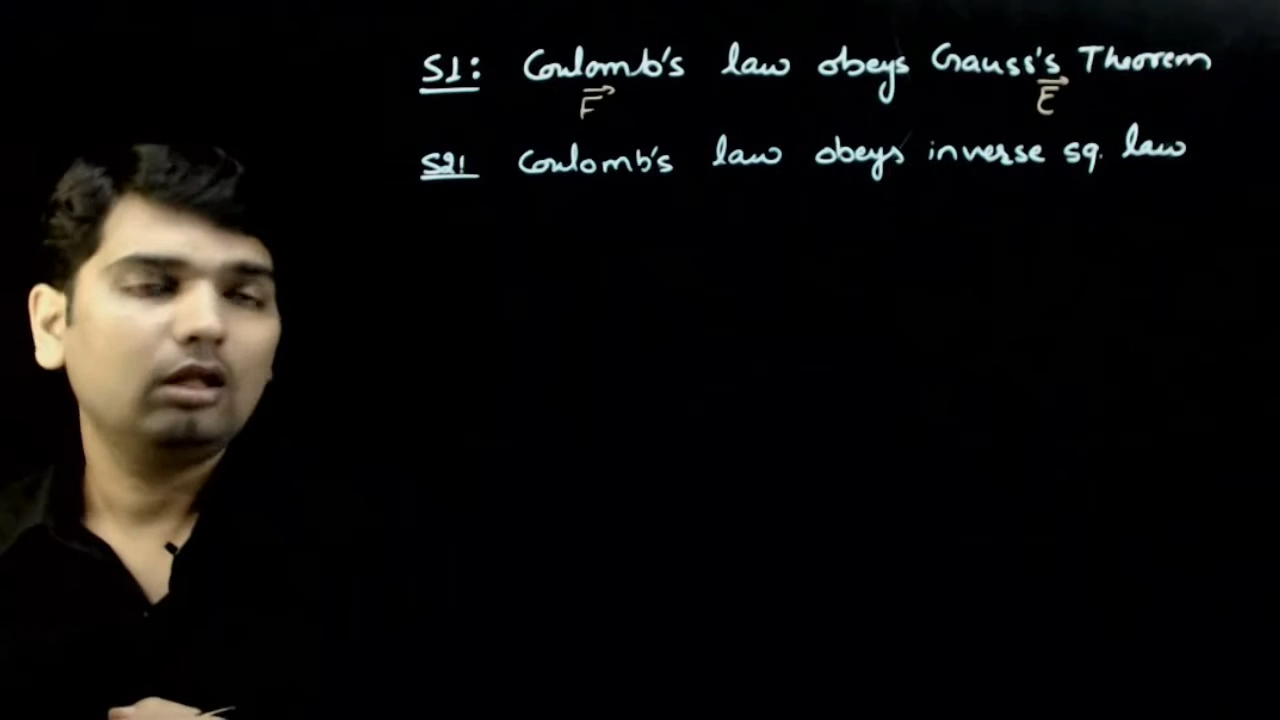 S1: Coulomb's law obeys Gauss's Theorem
F E
S2: Coulomb's law obeys inverse sq. law